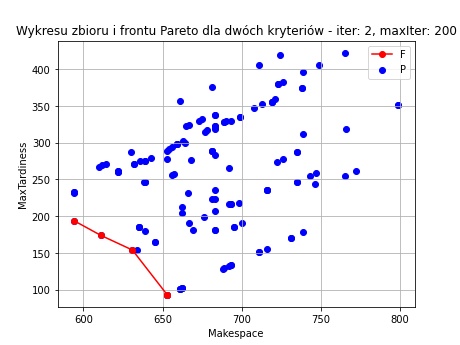 Wykresu zbioru i frontu Pareto dla dwóch kryteriów - iter: 2, maxIter: 200
F
P
400
350
300
250
200
150
100
MaxTardiness
600
650
700
750
800
Makespace